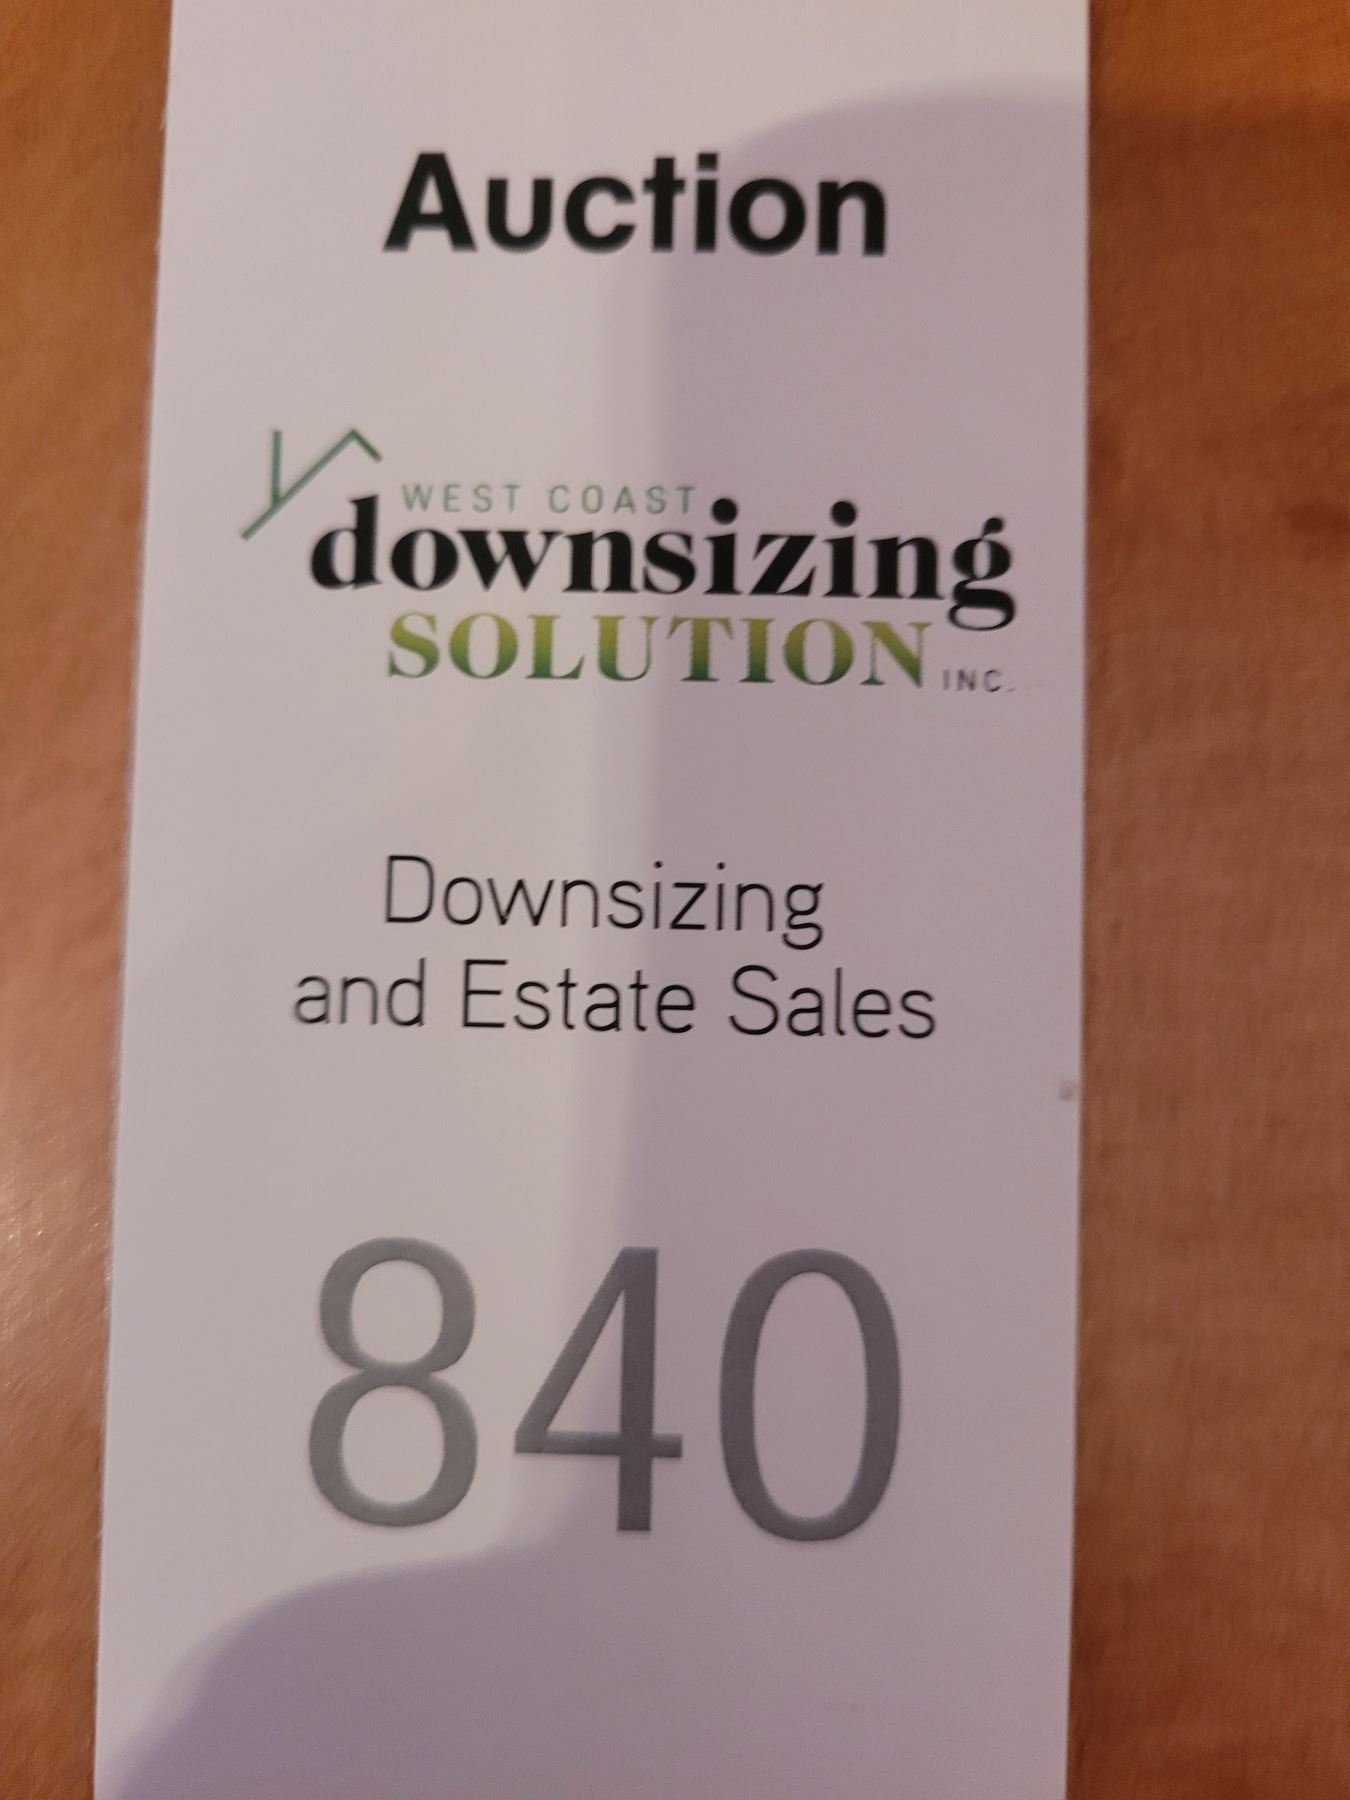 Auction
WEST COAST
downsizing
SOLUTION INC.
Downsizing
and Estate Sales
840